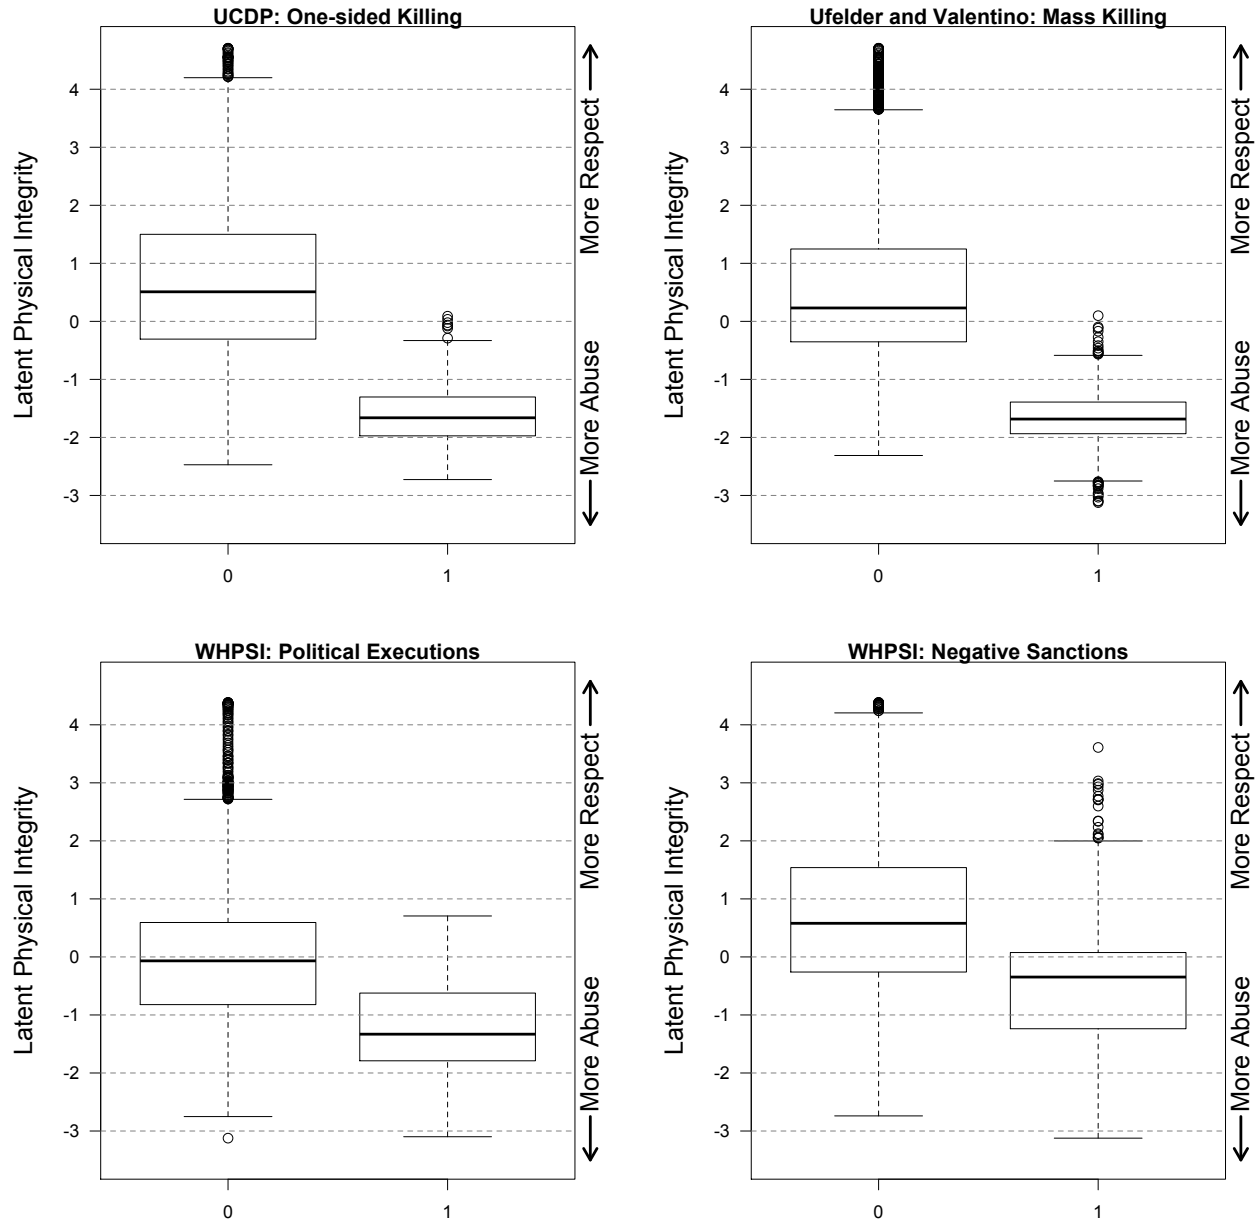 UCDP: One-sided Killing
Latent Physical Integrity
4
3
2
1
0
-1
-2
-3
0 1
More Abuse
More Respect
Ufelder and Valentino: Mass Killing
Latent Physical Integrity
4
3
2
1
0
-1
-2
-3
0 1
More Abuse
More Respect
WHPSI: Political Executions
Latent Physical Integrity
4
3
2
1
0
-1
-2
-3
0 1
More Abuse
More Respect
WHPSI: Negative Sanctions
Latent Physical Integrity
4
3
2
1
0
-1
-2
-3
0 1
More Abuse
More Respect